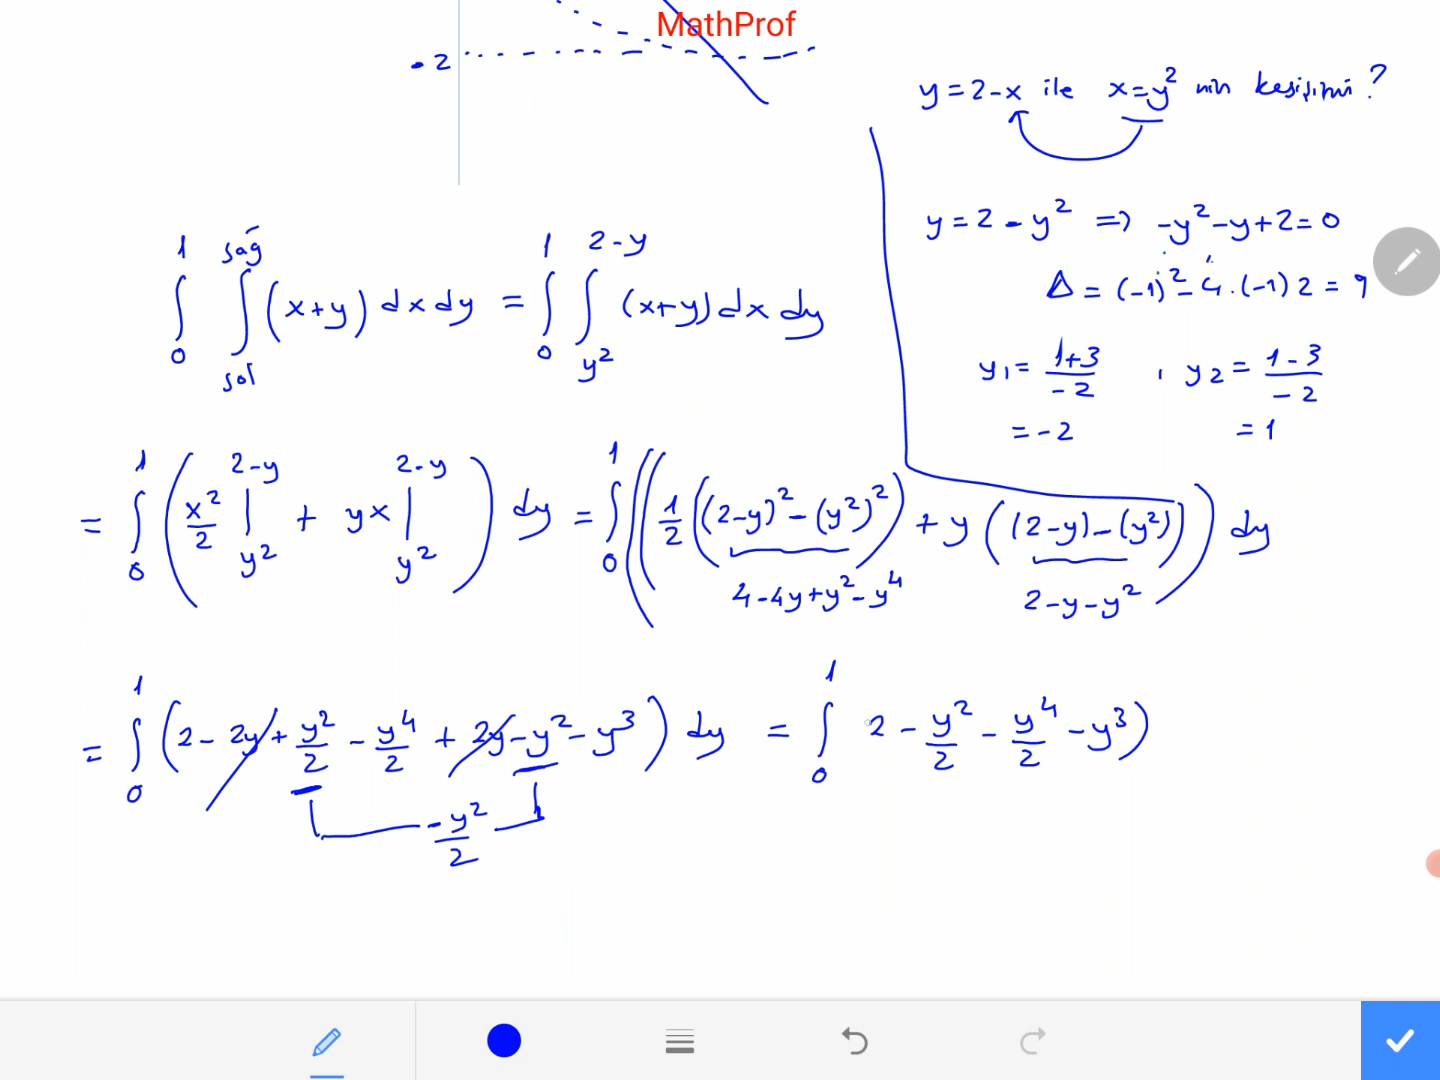 MathProf
-2
y = 2-x ile x=y² nin kesişimi ?
y = 2 - y² => -y²-y+2=0
Δ = (-1)² - 4.(-1) 2 = 9
y₁ = (1+3)/(-2) , y₂ = (1-3)/(-2)
= -2 = 1
∫₀¹ ∫_sol^sağ (x+y) dx dy = ∫₀¹ ∫_{y²}^{2-y} (x+y) dx dy
= ∫₀¹ ( x²/2 |_{y²}^{2-y} + yx |_{y²}^{2-y} ) dy = ∫₀¹ (( 1/2 ((2-y)² - (y²)²) + y ((2-y) - (y²)) ) dy
4-4y+y²-y⁴ 2-y-y²
= ∫₀¹ (2 - 2y + y²/2 - y⁴/2 + 2y - y² - y³) dy = ∫₀¹ 2 - y²/2 - y⁴/2 - y³)
-y²/2